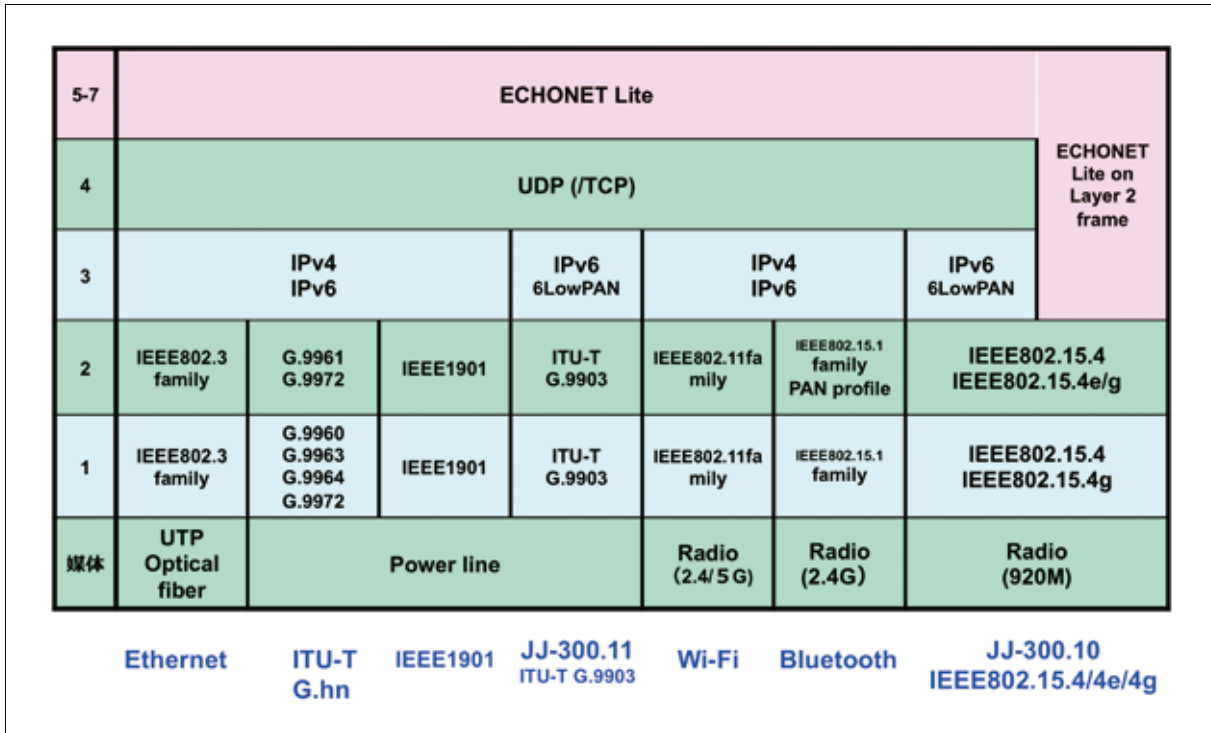 5-7
ECHONET Lite
ECHONET
Lite on
Layer 2
frame
4
UDP (/TCP)
3
IPv4
IPv6
IPv6
6LowPAN
IPv4
IPv6
IPv6
6LowPAN
2
IEEE802.3
family
G.9961
G.9972
IEEE1901
ITU-T
G.9903
IEEE802.11fa
mily
IEEE802.15.1
family
PAN profile
IEEE802.15.4
IEEE802.15.4e/g
1
IEEE802.3
family
G.9960
G.9963
G.9964
G.9972
IEEE1901
ITU-T
G.9903
IEEE802.11fa
mily
IEEE802.15.1
family
IEEE802.15.4
IEEE802.15.4g
媒体
UTP
Optical
fiber
Power line
Radio
（2.4/５G)
Radio
(2.4G）
Radio
(920M)
Ethernet
ITU-T
G.hn
IEEE1901
JJ-300.11
ITU-T G.9903
Wi-Fi
Bluetooth
JJ-300.10
IEEE802.15.4/4e/4g